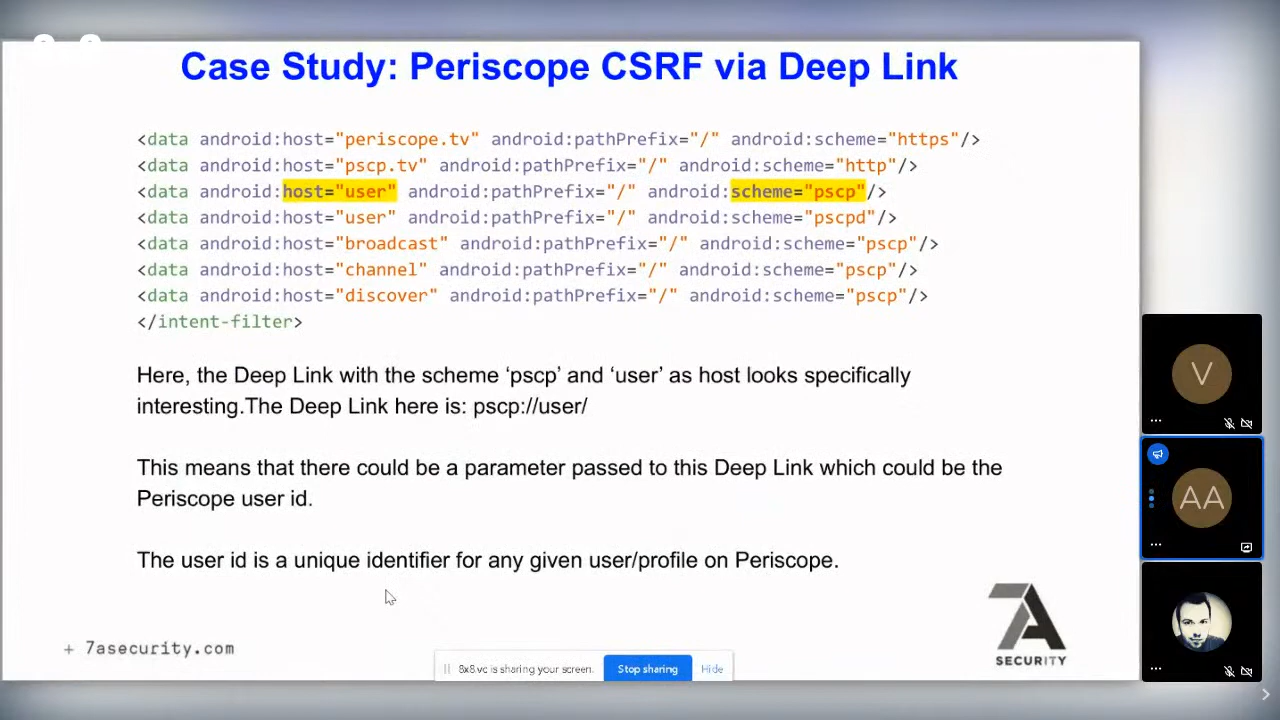 Case Study: Periscope CSRF via Deep Link
<data android:host="periscope.tv" android:pathPrefix="/" android:scheme="https"/>
<data android:host="pscp.tv" android:pathPrefix="/" android:scheme="http"/>
<data android:host="user" android:pathPrefix="/" android:scheme="pscp"/>
<data android:host="user" android:pathPrefix="/" android:scheme="pscpd"/>
<data android:host="broadcast" android:pathPrefix="/" android:scheme="pscp"/>
<data android:host="channel" android:pathPrefix="/" android:scheme="pscp"/>
<data android:host="discover" android:pathPrefix="/" android:scheme="pscp"/>
</intent-filter>
Here, the Deep Link with the scheme ‘pscp’ and ‘user’ as host looks specifically
interesting.The Deep Link here is: pscp://user/
This means that there could be a parameter passed to this Deep Link which could be the
Periscope user id.
The user id is a unique identifier for any given user/profile on Periscope.
+ 7asecurity.com
7A
SECURITY
8x8.vc is sharing your screen.
Stop sharing
Hide
V
AA